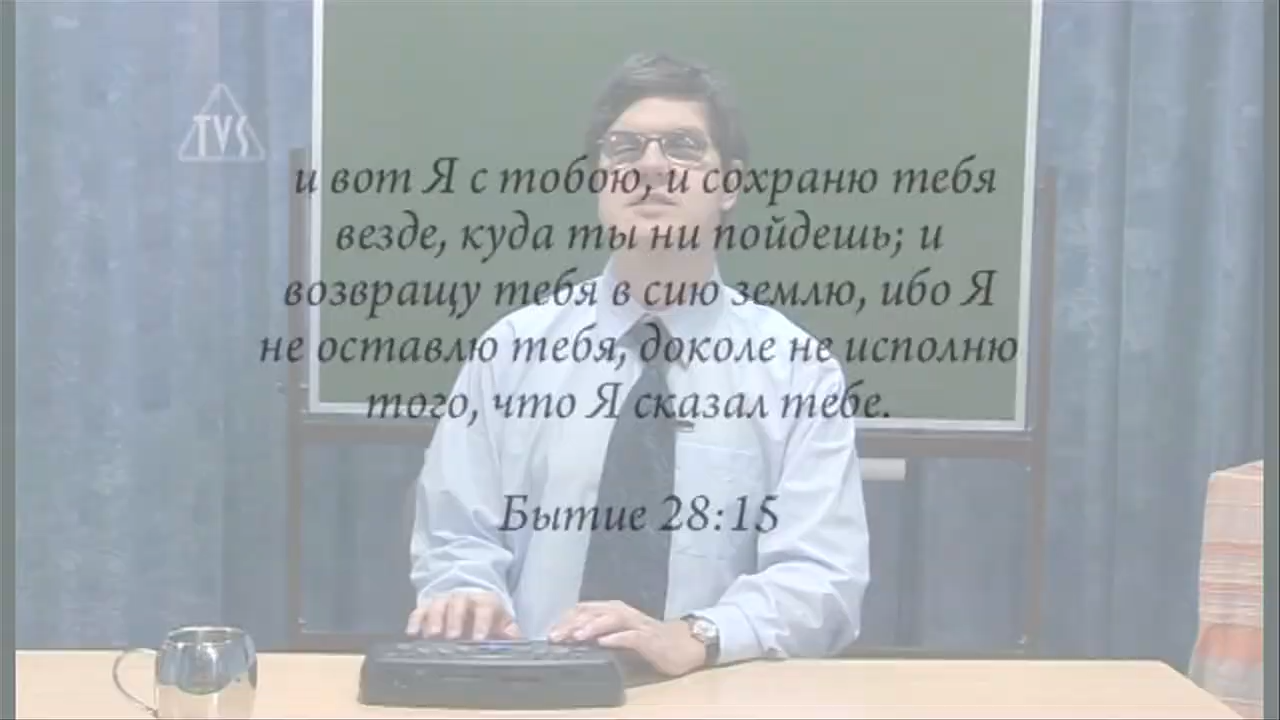 TVS
и вот Я с тобою, и сохраню тебя
везде, куда ты ни пойдешь; и
возвращу тебя в сию землю, ибо Я
не оставлю тебя, доколе не исполню
того, что Я сказал тебе.
Бытие 28:15